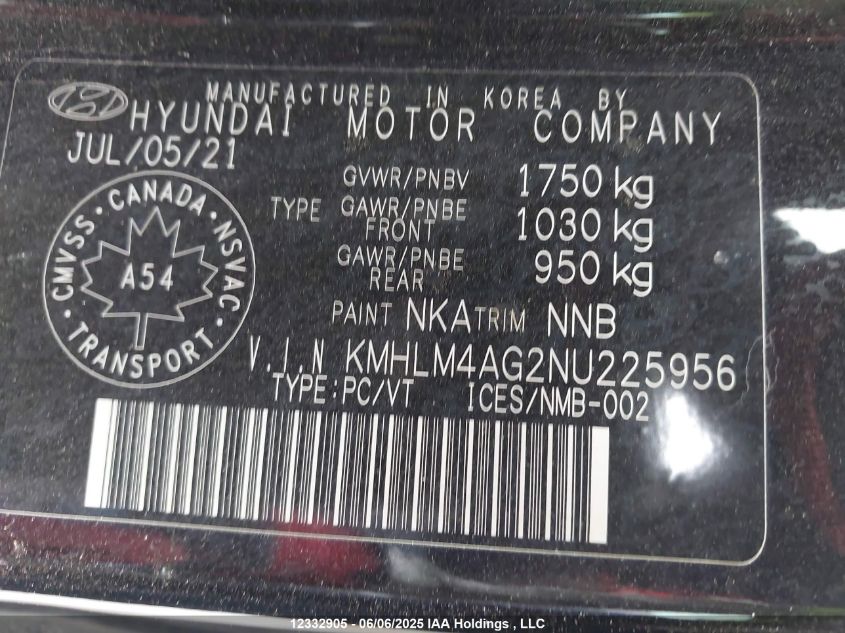 MANUFACTURED IN KOREA BY
HYUNDAI MOTOR COMPANY
JUL/05/21
GVWR/PNBV 1750 kg
TYPE GAWR/PNBE FRONT 1030 kg
GAWR/PNBE REAR 950 kg
CMVSS · CANADA · NSVAC · TRANSPORT ·
A54
PAINT NKA TRIM NNB
V.I.N KMHLM4AG2NU225956
TYPE:PC/VT ICES/NMB-002
12332905 - 06/06/2025 IAA Holdings , LLC